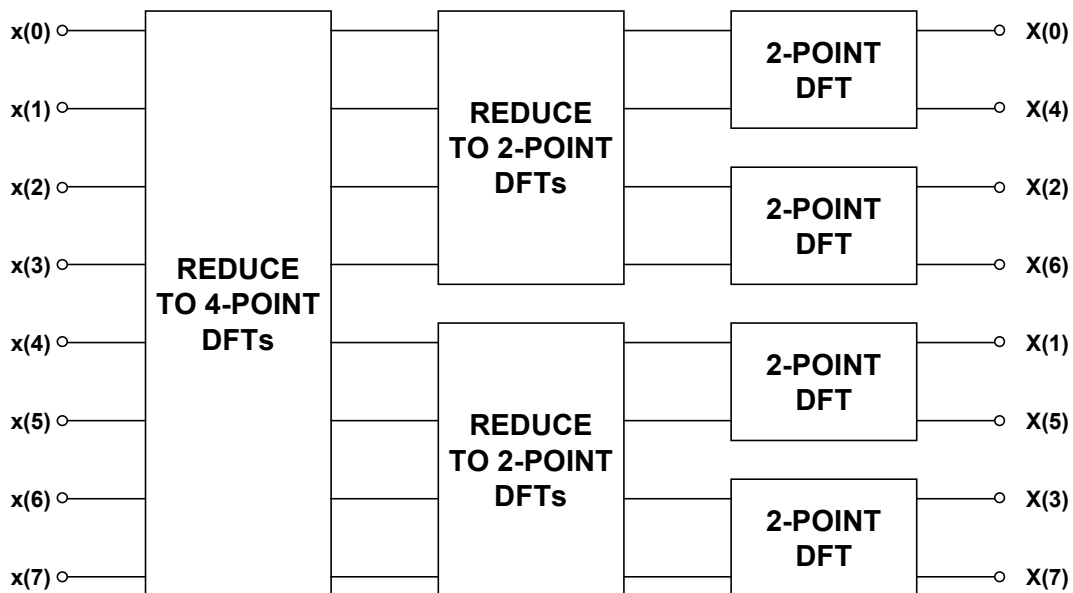 x(0)
x(1)
x(2)
x(3)
x(4)
x(5)
x(6)
x(7)
REDUCE
TO 4-POINT
DFTs
REDUCE
TO 2-POINT
DFTs
REDUCE
TO 2-POINT
DFTs
2-POINT
DFT
2-POINT
DFT
2-POINT
DFT
2-POINT
DFT
X(0)
X(4)
X(2)
X(6)
X(1)
X(5)
X(3)
X(7)